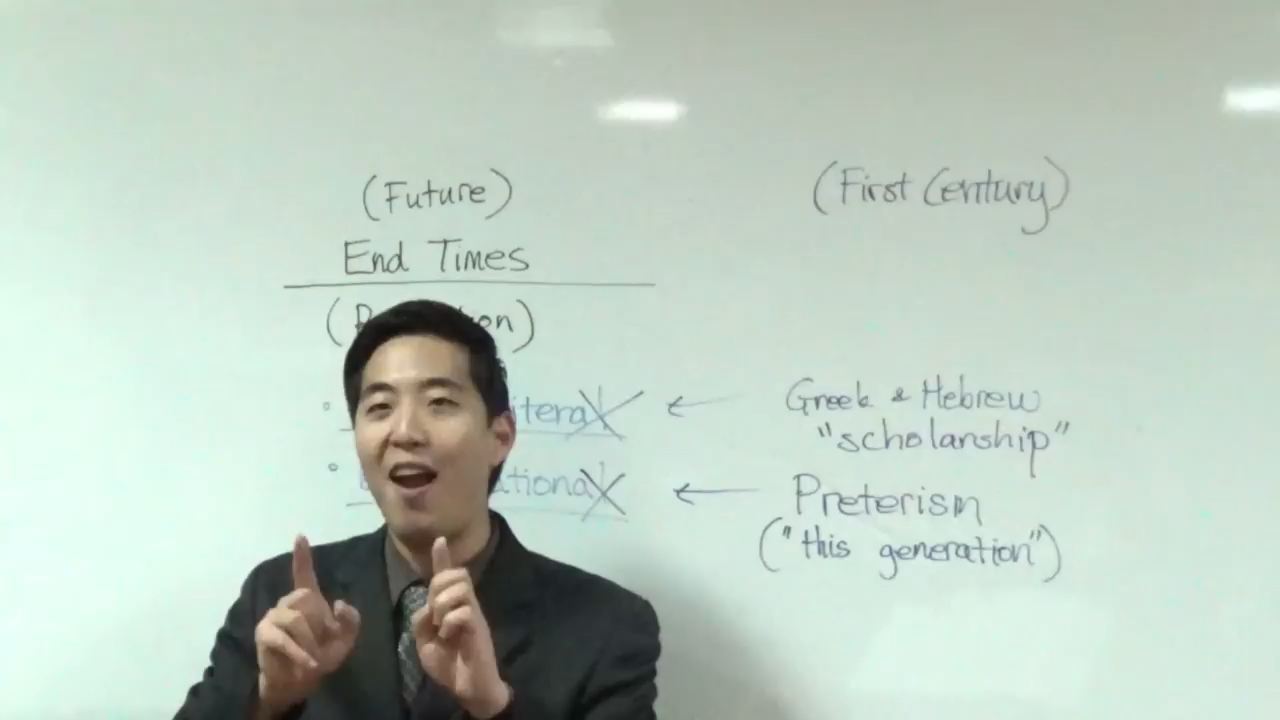 (Future)
End Times
(First Century)
Greek & Hebrew
"scholarship"
Preterism
("this generation")